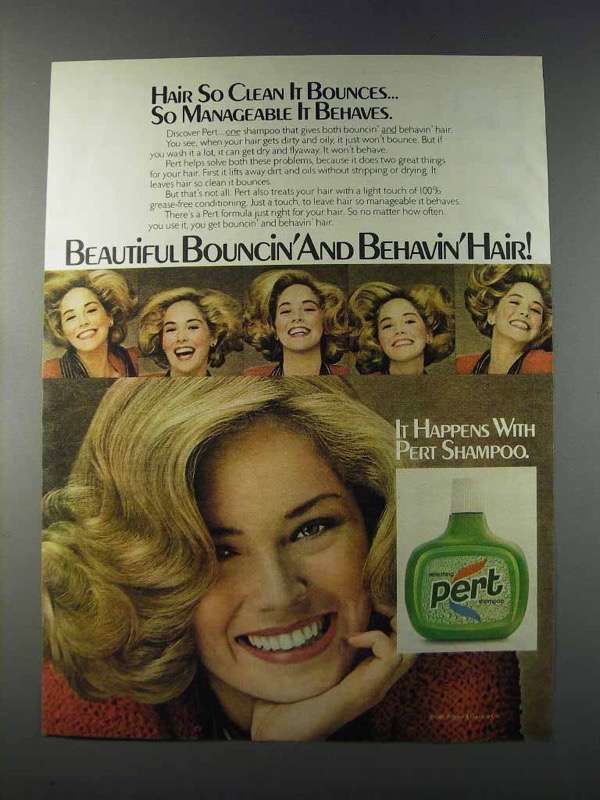 HAIR SO CLEAN IT BOUNCES...
SO MANAGEABLE IT BEHAVES.
Discover Pert...one shampoo that gives both bouncin' and behavin' hair.
You see, when your hair gets dirty and oily, it just won't bounce. But if
you wash it a lot, it can get dry and flyaway. It won't behave.
Pert helps solve both these problems, because it does two great things
for your hair. First it lifts away dirt and oils without stripping or drying. It
leaves hair so clean it bounces.
But that's not all. Pert also treats your hair with a light touch of 100%
grease-free conditioning. Just a touch, to leave hair so manageable it behaves.
There's a Pert formula just right for your hair. So no matter how often
you use it, you get bouncin' and behavin' hair.
BEAUTIFUL BOUNCIN' AND BEHAVIN' HAIR!
IT HAPPENS WITH
PERT SHAMPOO.
refreshing
pert
shampoo